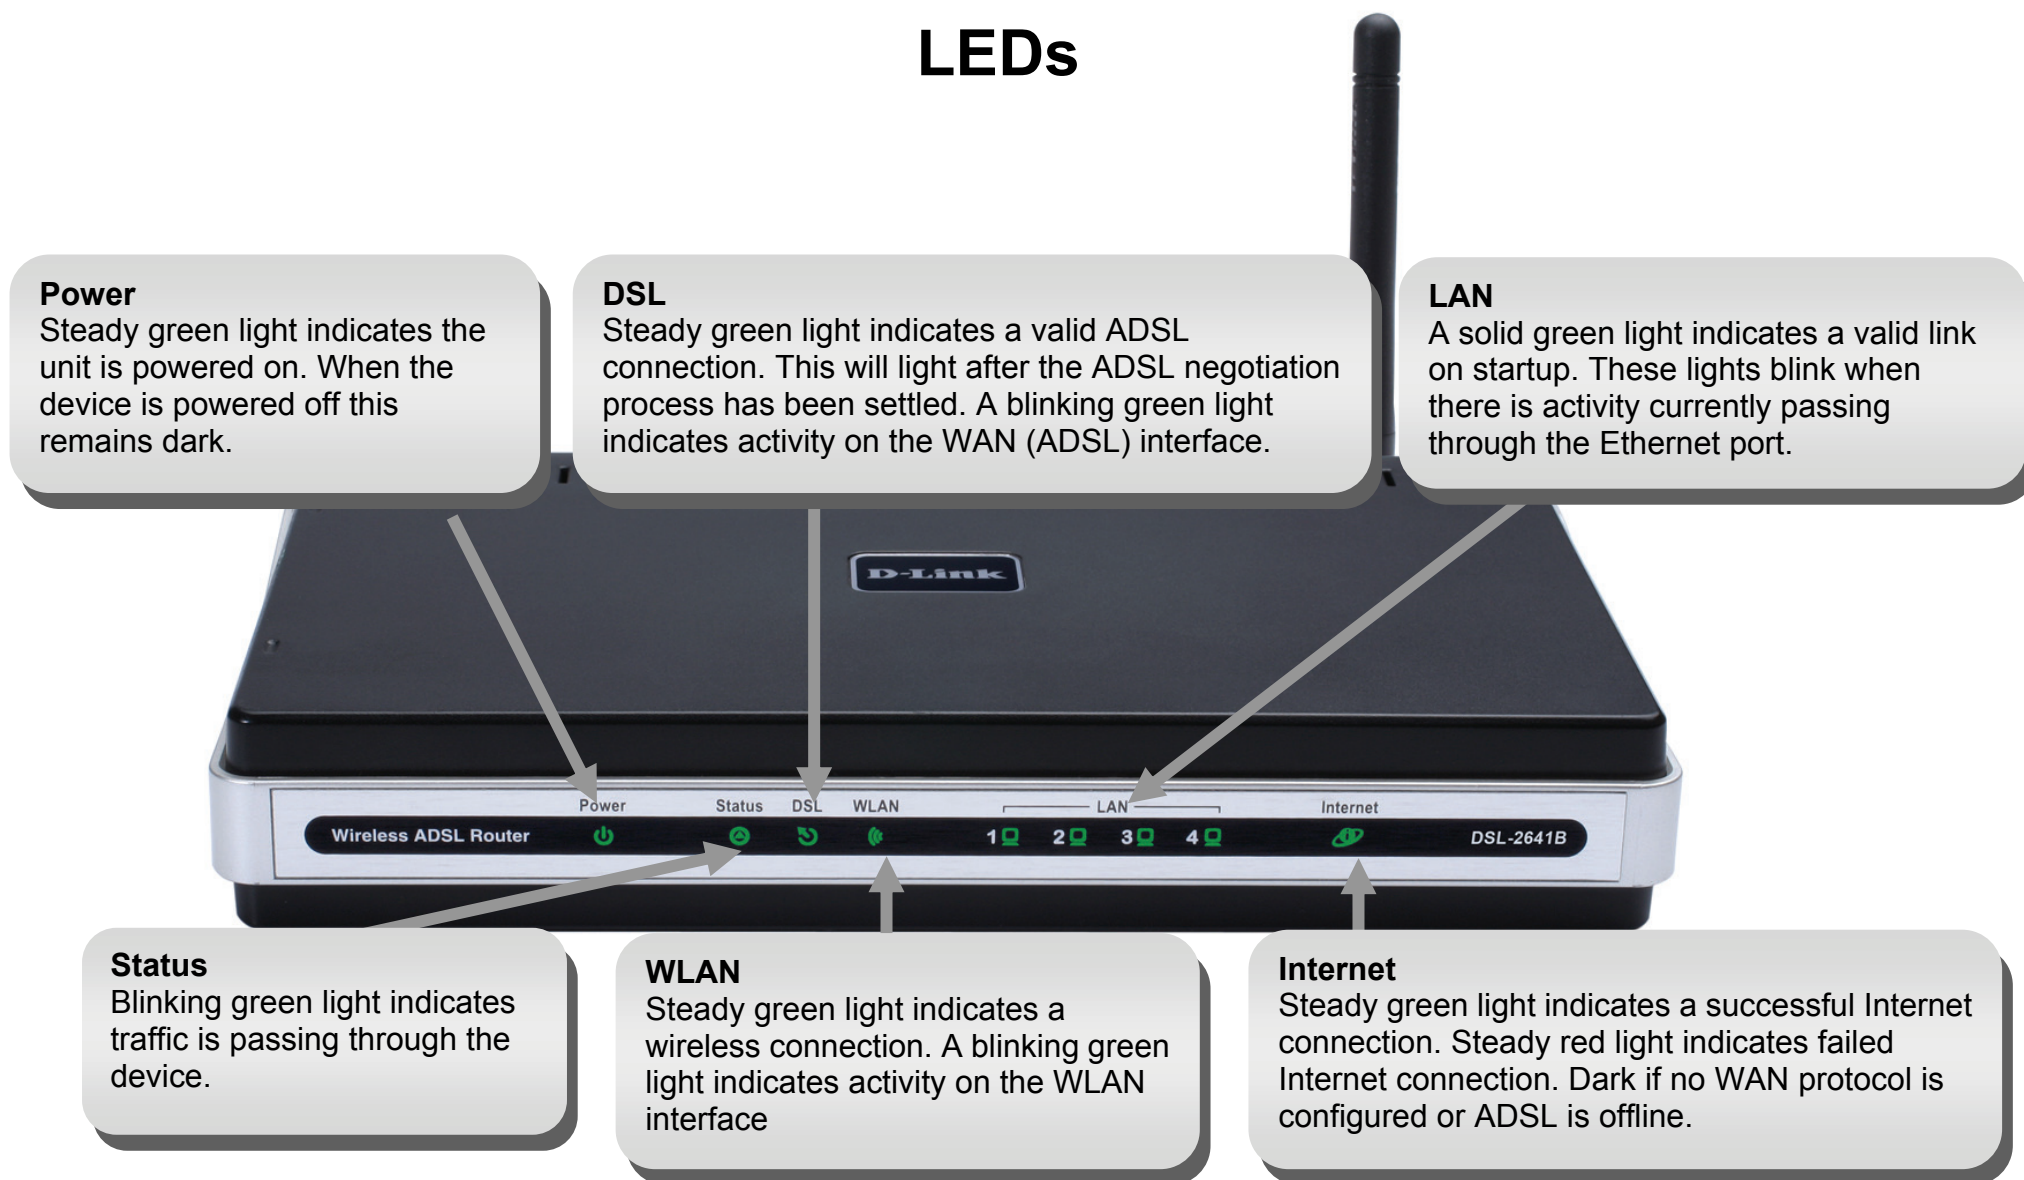 LEDs
Power
Steady green light indicates the
unit is powered on. When the
device is powered off this
remains dark.
DSL
Steady green light indicates a valid ADSL
connection. This will light after the ADSL negotiation
process has been settled. A blinking green light
indicates activity on the WAN (ADSL) interface.
LAN
A solid green light indicates a valid link
on startup. These lights blink when
there is activity currently passing
through the Ethernet port.
D-Link
Power Status DSL WLAN LAN Internet
Wireless ADSL Router 1 2 3 4 DSL-2641B
Status
Blinking green light indicates
traffic is passing through the
device.
WLAN
Steady green light indicates a
wireless connection. A blinking green
light indicates activity on the WLAN
interface
Internet
Steady green light indicates a successful Internet
connection. Steady red light indicates failed
Internet connection. Dark if no WAN protocol is
configured or ADSL is offline.